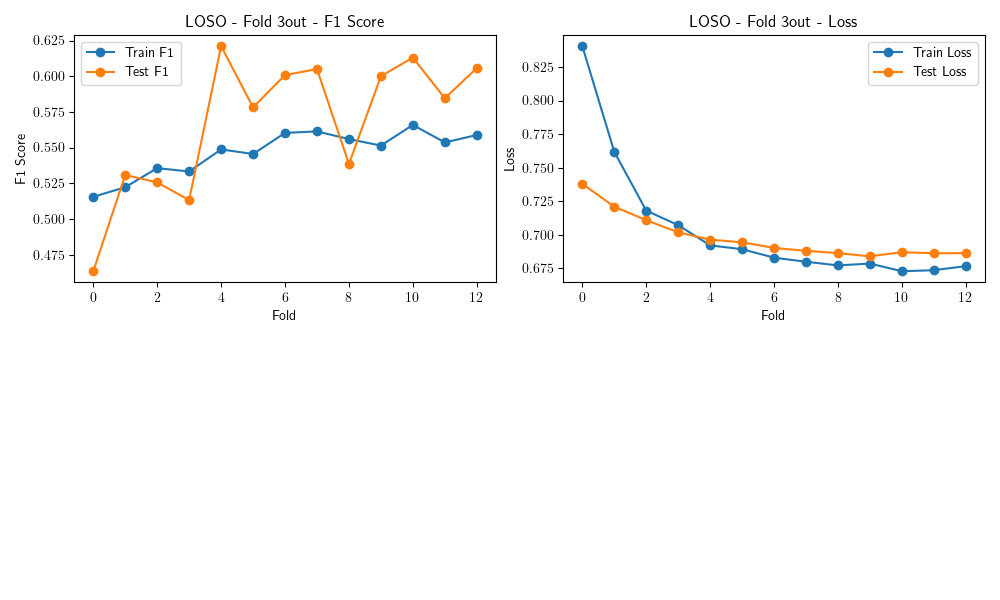 LOSO - Fold 3out - F1 Score
0.625
0.600
0.575
0.550
0.525
0.500
0.475
F1 Score
Train F1
Test F1
0 2 4 6 8 10 12
Fold
LOSO - Fold 3out - Loss
0.825
0.800
0.775
0.750
0.725
0.700
0.675
Loss
Train Loss
Test Loss
0 2 4 6 8 10 12
Fold